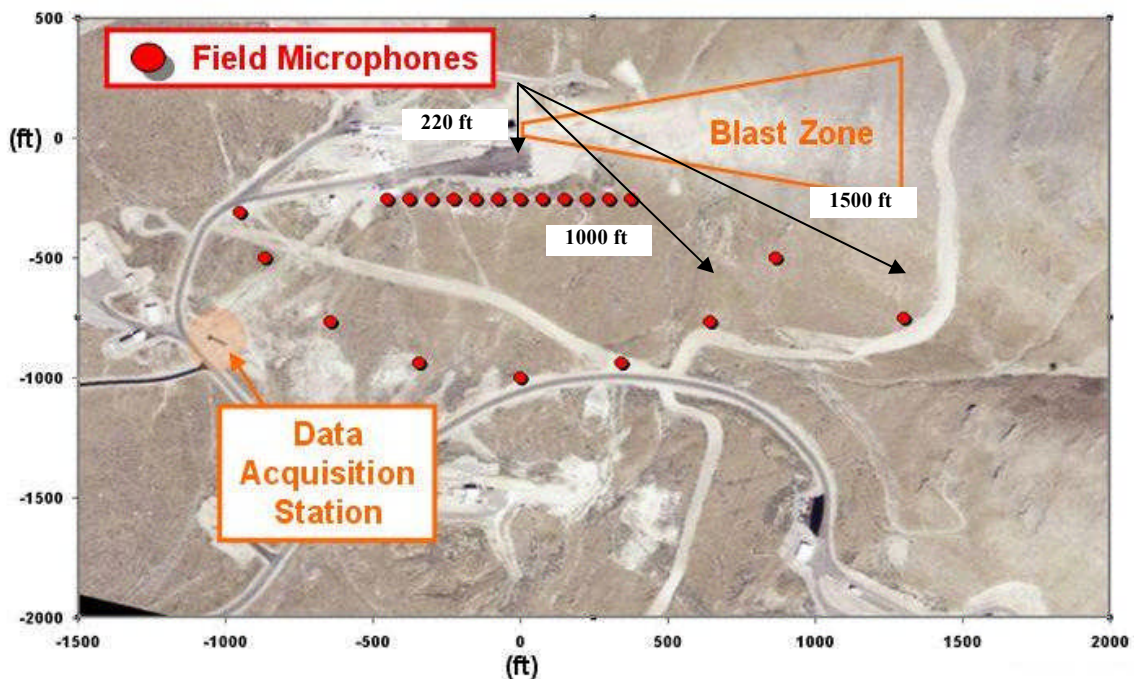 500
Field Microphones
220 ft
(ft)
0
Blast Zone
1500 ft
1000 ft
-500
-1000
Data
Acquisition
Station
-1500
-2000
-1500
-1000
-500
0
500
1000
1500
2000
(ft)